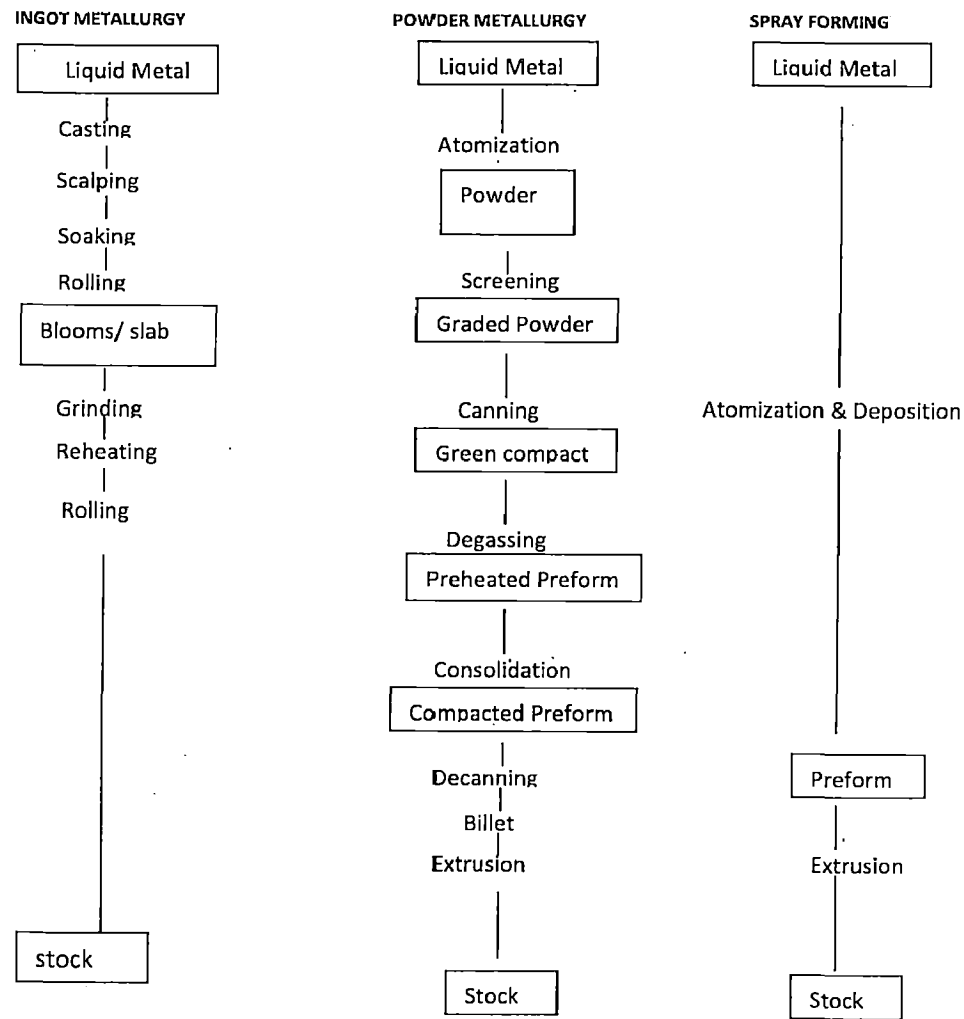 INGOT METALLURGY
Liquid Metal
Casting
Scalping
Soaking
Rolling
Blooms/ slab
Grinding
Reheating
Rolling
stock
POWDER METALLURGY
Liquid Metal
Atomization
Powder
Screening
Graded Powder
Canning
Green compact
Degassing
Preheated Preform
Consolidation
Compacted Preform
Decanning
Billet
Extrusion
Stock
SPRAY FORMING
Liquid Metal
Atomization & Deposition
Preform
Extrusion
Stock